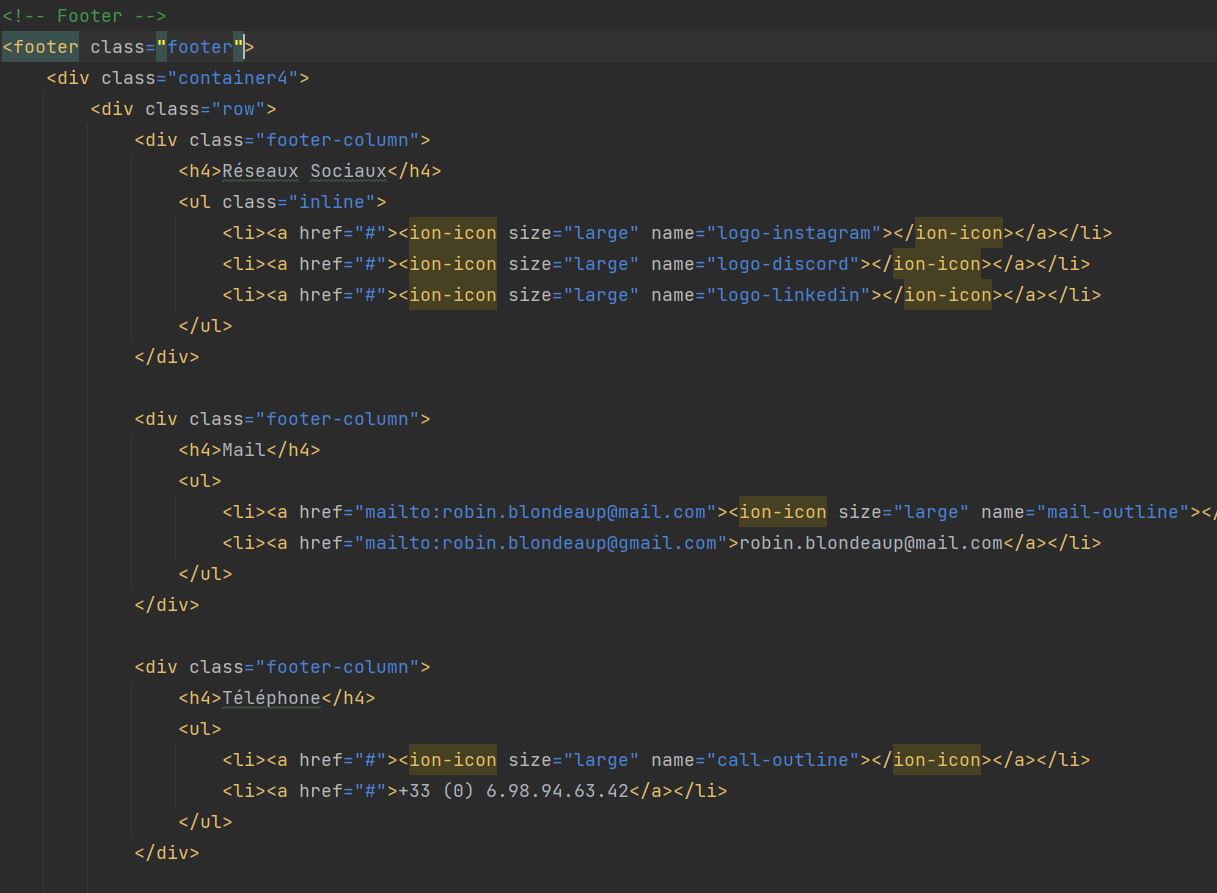 <!-- Footer -->
<footer class="footer">
<div class="container4">
<div class="row">
<div class="footer-column">
<h4>Réseaux Sociaux</h4>
<ul class="inline">
<li><a href="#"><ion-icon size="large" name="logo-instagram"></ion-icon></a></li>
<li><a href="#"><ion-icon size="large" name="logo-discord"></ion-icon></a></li>
<li><a href="#"><ion-icon size="large" name="logo-linkedin"></ion-icon></a></li>
</ul>
</div>
<div class="footer-column">
<h4>Mail</h4>
<ul>
<li><a href="mailto:robin.blondeaup@mail.com"><ion-icon size="large" name="mail-outline"></
<li><a href="mailto:robin.blondeaup@gmail.com">robin.blondeaup@mail.com</a></li>
</ul>
</div>
<div class="footer-column">
<h4>Téléphone</h4>
<ul>
<li><a href="#"><ion-icon size="large" name="call-outline"></ion-icon></a></li>
<li><a href="#">+33 (0) 6.98.94.63.42</a></li>
</ul>
</div>